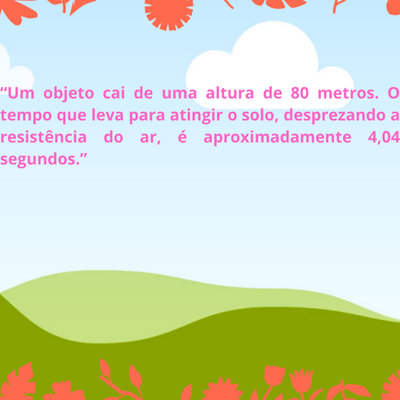 “Um objeto cai de uma altura de 80 metros. O
tempo que leva para atingir o solo, desprezando a
resistência do ar, é aproximadamente 4,04
segundos.”